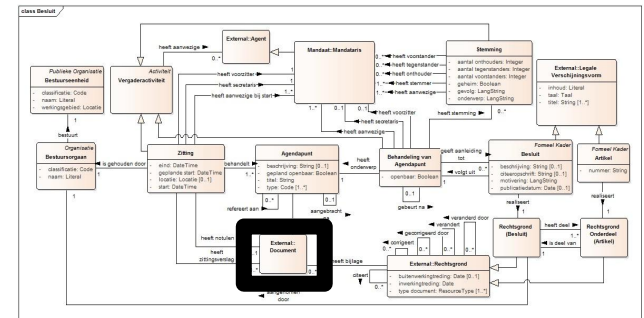 class Besluit
External::Agent
heeft aanwezige
0..*
Publieke Organisatie
Bestuurseenheid
- classificatie: Code
- naam: Literal
- werkingsgebied: Locatie
Activiteit
Vergaderactiviteit
Mandaat::Mandataris
heeft voorzitter
heeft secretaris
heeft aanwezige bij start
heeft voorstander
heeft tegenstander
heeft onthouder
heeft stemmer
heeft aanwezige
Stemming
- aantal onthouders: Integer
- aantal tegenstanders: Integer
- aantal voorstanders: Integer
- geheim: Boolean
- gevolg: LangString
- onderwerp: LangString
External::Legale
Verschijningsvorm
- inhoud: Literal
- taal: Taal
- titel: String [1..*]
bestuurt
heeft stemming
heeft voorzitter
heeft secretaris
heeft aanwezige
Organisatie
Bestuursorgaan
- classificatie: Code
- naam: Literal
is gehouden door
Zitting
- eind: DateTime
- geplande start: DateTime
- locatie: Locatie [0..1]
- start: DateTime
behandelt
Agendapunt
- beschrijving: String [0..1]
- gepland openbaar: Boolean
- titel: String
- type: Code [1..*]
heeft
onderwerp
Behandeling van
Agendapunt
- openbaar: Boolean
geeft aanleiding
tot
volgt uit
Formeel Kader
Besluit
- beschrijving: String [0..1]
- citeeropschrift: String [0..1]
- motivering: LangString
- publicatiedatum: Date [0..1]
Formeel Kader
Artikel
- nummer: String
refereert aan
aangebracht
gebeurt na
realiseert
realiseert
heeft notulen
heeft
zittingsverslag
External::
Document
heeft bijlage
aangenomen
door
veranderd door
verandert
gecorrigeerd door
corrigeert
citeert
External::Rechtsgrond
- buitenwerkingtreding: Date [0..1]
- inwerkingtreding: Date
- type document: ResourceType [1..*]
Rechtsgrond
(Besluit)
heeft deel
is deel van
Rechtsgrond
Onderdeel
(Artikel)